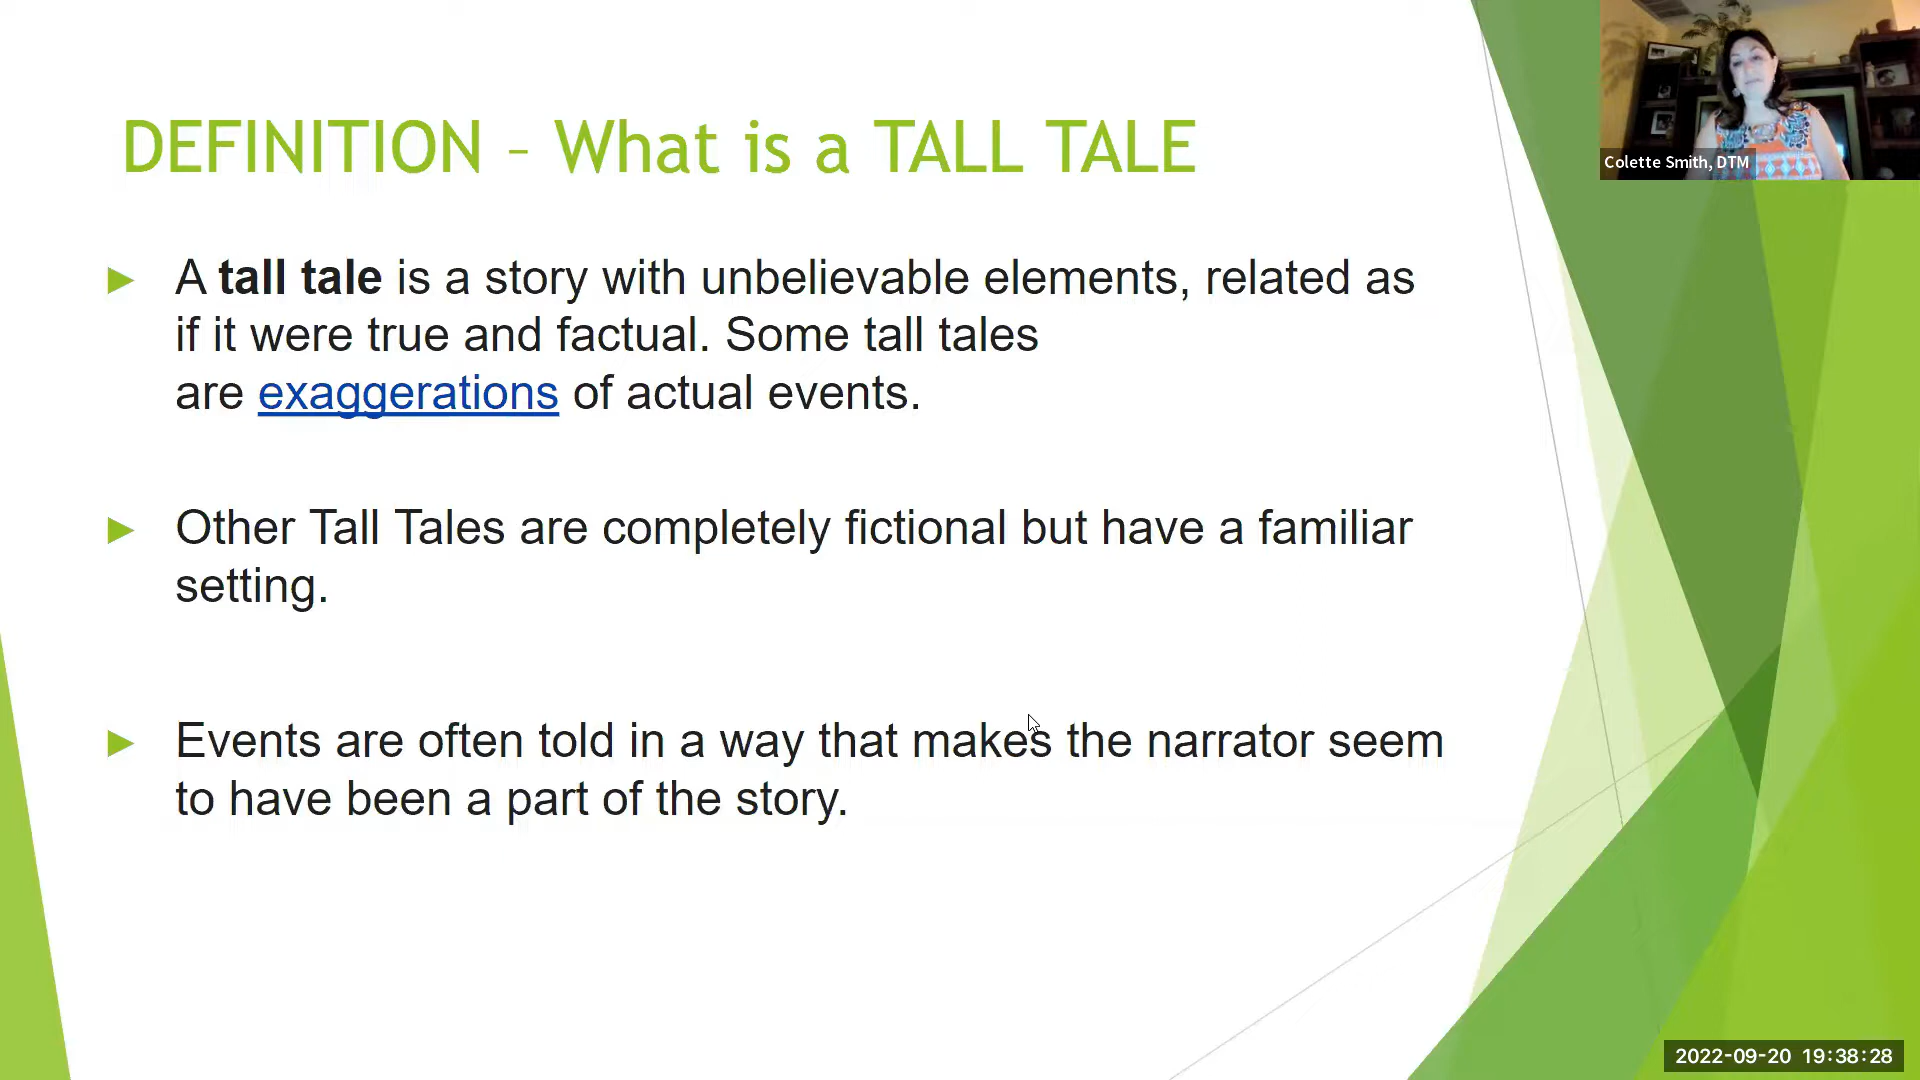 DEFINITION – What is a TALL TALE
A tall tale is a story with unbelievable elements, related as
if it were true and factual. Some tall tales
are exaggerations of actual events.
Other Tall Tales are completely fictional but have a familiar
setting.
Events are often told in a way that makes the narrator seem
to have been a part of the story.
Colette Smith, DTM
2022-09-20 19:38:28